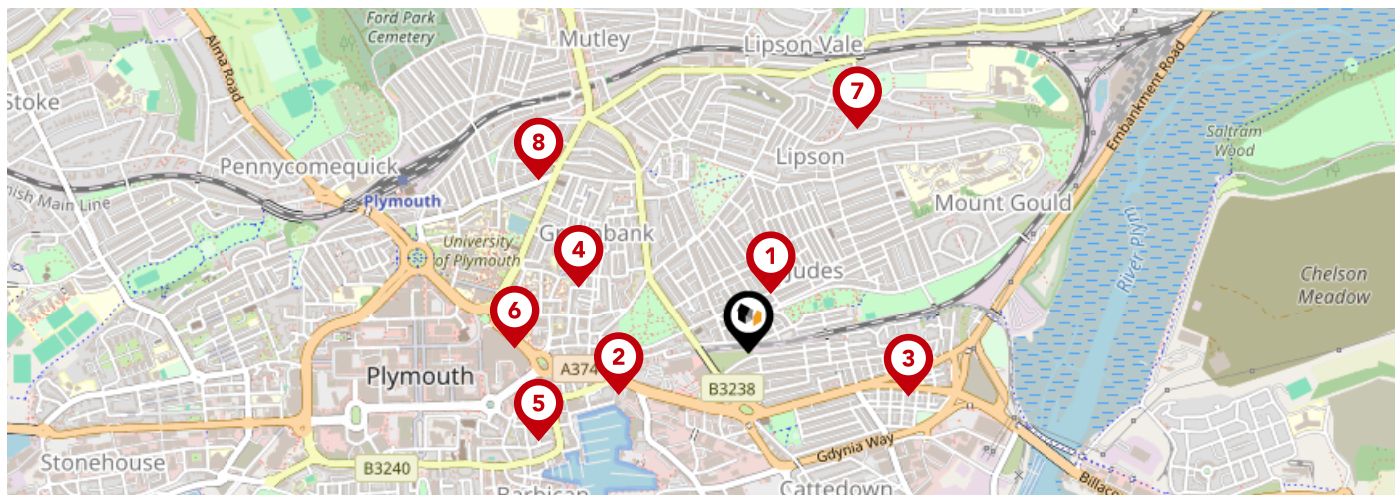 Ford Park
Cemetery
Mutley
Lipson Vale
Alma Road
Embankment Road
Stoke
7
Saltram
Wood
8
Lipson
Pennycomequick
nish Main Line
Plymouth
Mount Gould
University
of Plymouth
4
1
judes
River Plym
Chelson
Meadow
6
2
3
A374
Plymouth
B3238
5
Gdynia Way
Stonehouse
B3240
Billaco
Barbican
Cattedown